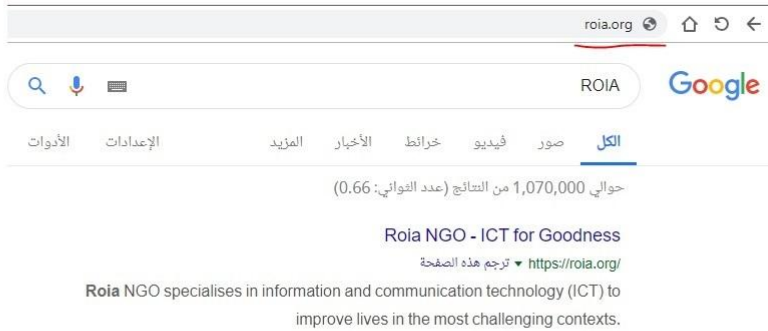 roia.org
ROIA
Google
الكل صور ڤيديو خرائط الأخبار المزيد الإعدادات الأدوات
حوالي 1,070,000 من النتائج (عدد الثواني: 0.66)
Roia NGO - ICT for Goodness
https://roia.org/ ترجم هذه الصفحة
Roia NGO specialises in information and communication technology (ICT) to
improve lives in the most challenging contexts.